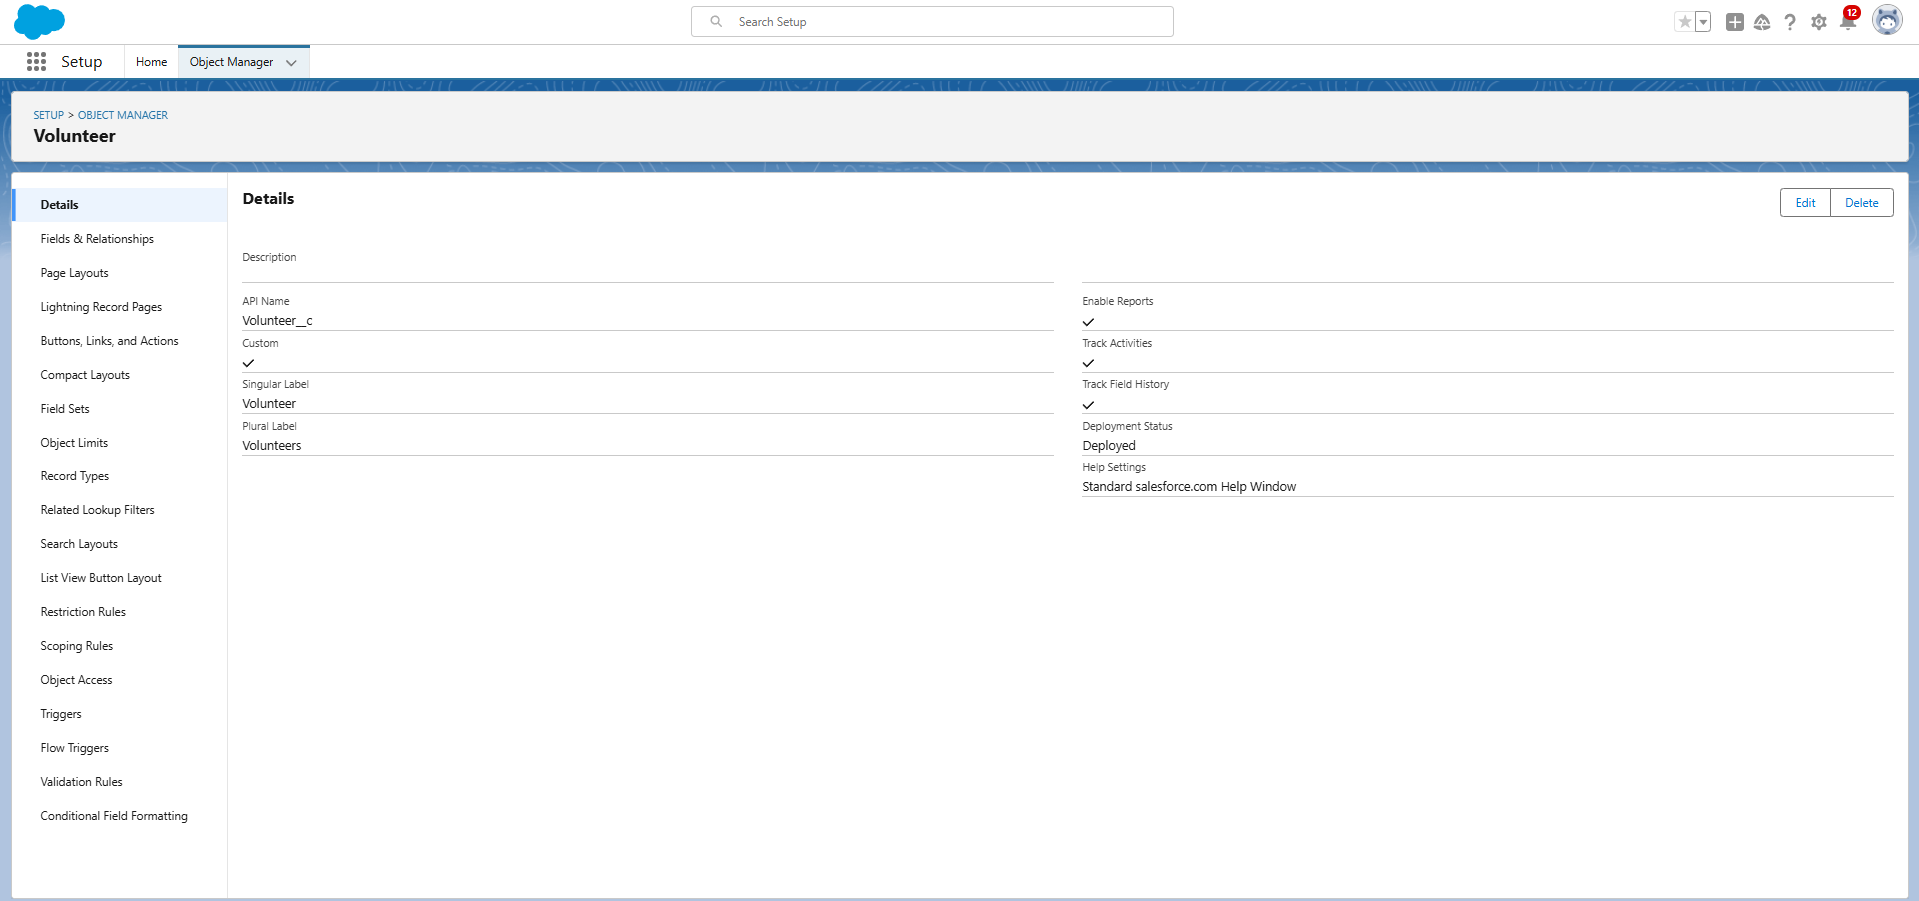 Search Setup
12
Setup
Home
Object Manager
SETUP > OBJECT MANAGER
Volunteer
Details
Fields & Relationships
Page Layouts
Lightning Record Pages
Buttons, Links, and Actions
Compact Layouts
Field Sets
Object Limits
Record Types
Related Lookup Filters
Search Layouts
List View Button Layout
Restriction Rules
Scoping Rules
Object Access
Triggers
Flow Triggers
Validation Rules
Conditional Field Formatting
Details
Edit
Delete
Description
API Name
Volunteer__c
Custom
Singular Label
Volunteer
Plural Label
Volunteers
Enable Reports
Track Activities
Track Field History
Deployment Status
Deployed
Help Settings
Standard salesforce.com Help Window